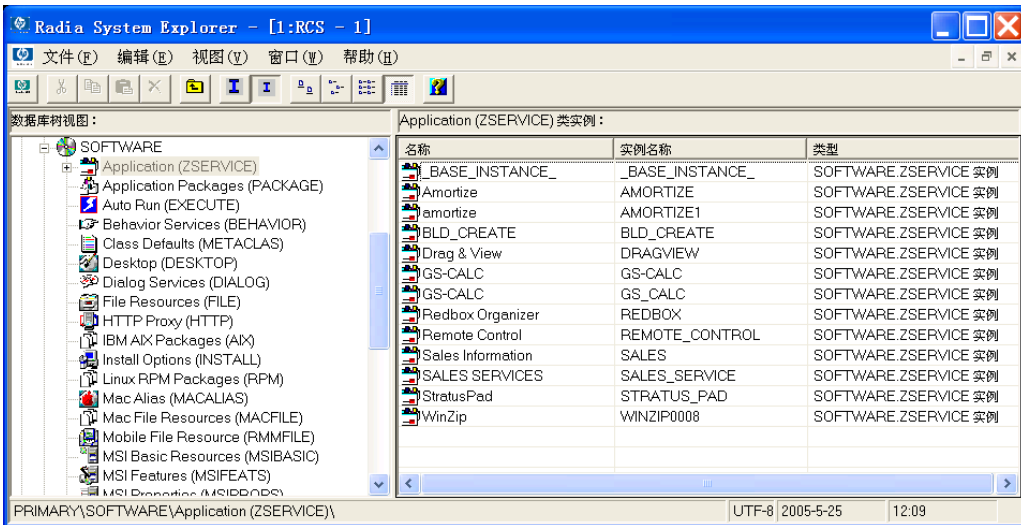 Radia System Explorer - [1:RCS - 1]
文件(F) 编辑(E) 视图(V) 窗口(W) 帮助(H)
数据库树视图：
Application (ZSERVICE) 类实例：
SOFTWARE
Application (ZSERVICE)
Application Packages (PACKAGE)
Auto Run (EXECUTE)
Behavior Services (BEHAVIOR)
Class Defaults (METACLAS)
Desktop (DESKTOP)
Dialog Services (DIALOG)
File Resources (FILE)
HTTP Proxy (HTTP)
IBM AIX Packages (AIX)
Install Options (INSTALL)
Linux RPM Packages (RPM)
Mac Alias (MACALIAS)
Mac File Resources (MACFILE)
Mobile File Resource (RMMFILE)
MSI Basic Resources (MSIBASIC)
MSI Features (MSIFEATS)
MSI Properties (MSIPROPS)
名称 实例名称 类型
_BASE_INSTANCE_ _BASE_INSTANCE_ SOFTWARE.ZSERVICE 实例
Amortize AMORTIZE SOFTWARE.ZSERVICE 实例
amortize AMORTIZE1 SOFTWARE.ZSERVICE 实例
BLD_CREATE BLD_CREATE SOFTWARE.ZSERVICE 实例
Drag & View DRAGVIEW SOFTWARE.ZSERVICE 实例
GS-CALC GS-CALC SOFTWARE.ZSERVICE 实例
GS-CALC GS_CALC SOFTWARE.ZSERVICE 实例
Redbox Organizer REDBOX SOFTWARE.ZSERVICE 实例
Remote Control REMOTE_CONTROL SOFTWARE.ZSERVICE 实例
Sales Information SALES SOFTWARE.ZSERVICE 实例
SALES SERVICES SALES_SERVICE SOFTWARE.ZSERVICE 实例
StratusPad STRATUS_PAD SOFTWARE.ZSERVICE 实例
WinZip WINZIP0008 SOFTWARE.ZSERVICE 实例
PRIMARY\SOFTWARE\Application (ZSERVICE)\ UTF-8 2005-5-25 12:09